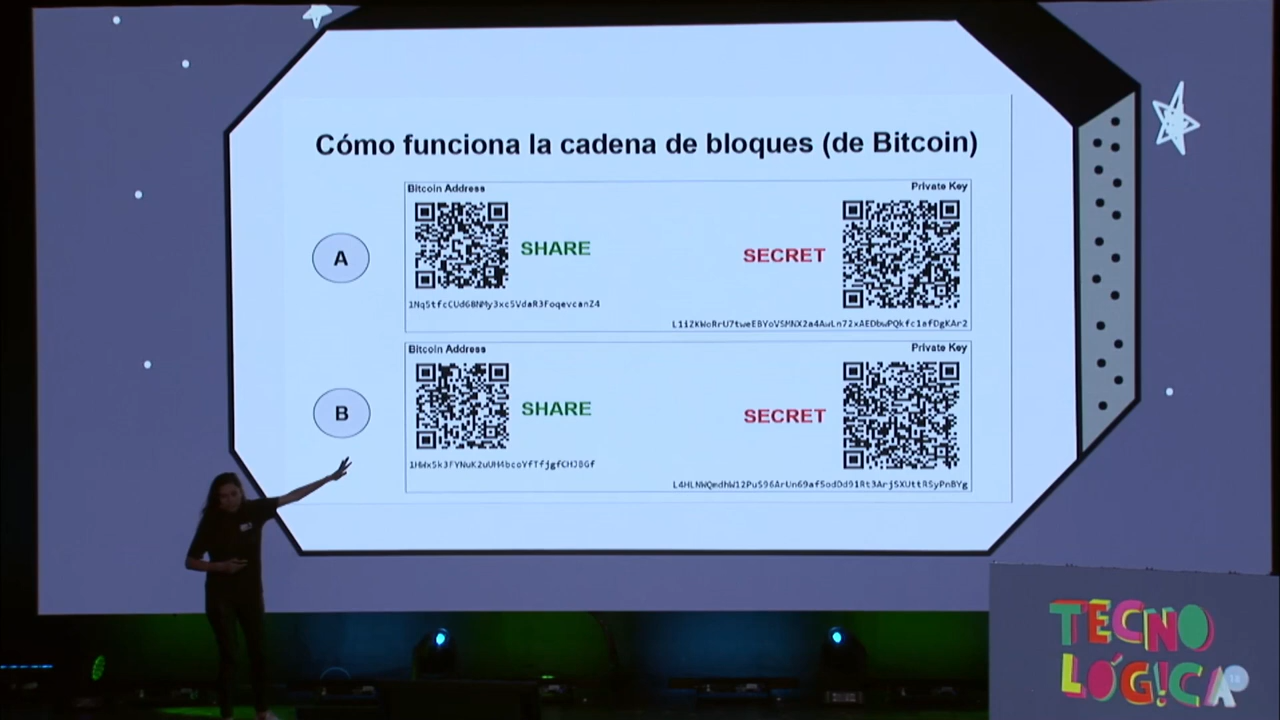 Cómo funciona la cadena de bloques (de Bitcoin)
Bitcoin Address
Private Key
A
SHARE
SECRET
Bitcoin Address
Private Key
B
SHARE
SECRET
TECNO
LÓG!CA